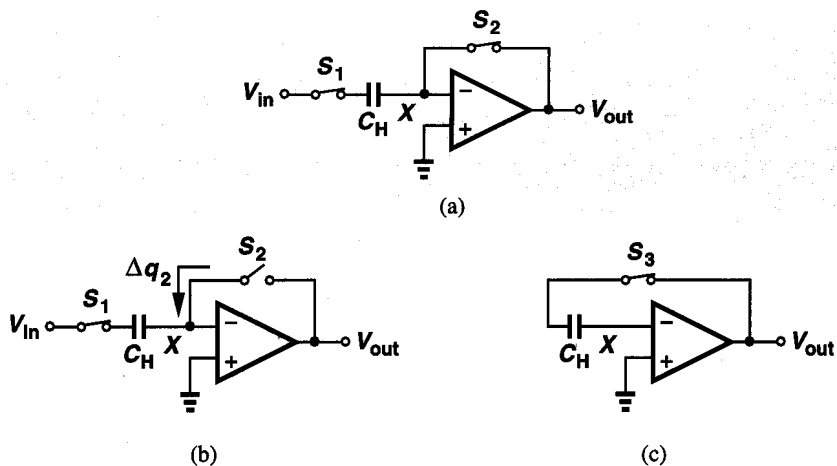 S2
S1
Vin
CH
X
−
+
Vout
(a)
Δq2
S2
S1
Vin
CH
X
−
+
Vout
(b)
S3
CH
X
−
+
Vout
(c)